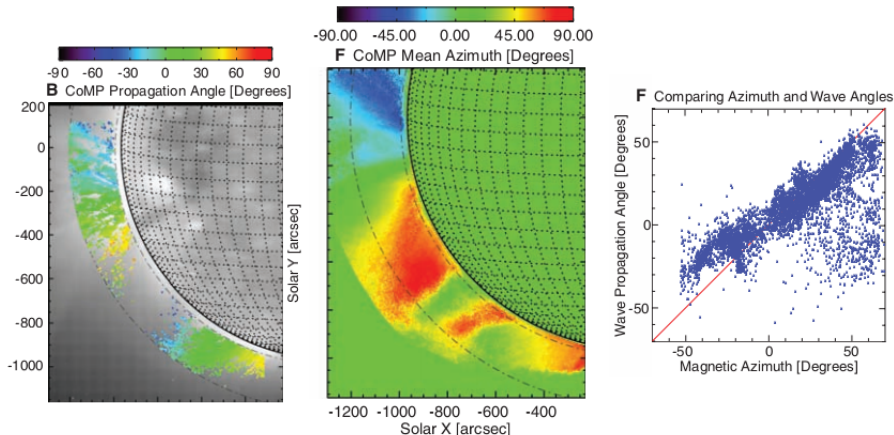 -90 -60 -30 0 30 60 90
B CoMP Propagation Angle [Degrees]
200
0
-200
-400
-600
-800
-1000
-90.00 -45.00 0.00 45.00 90.00
F CoMP Mean Azimuth [Degrees]
Solar Y [arcsec]
-1200 -1000 -800 -600 -400
Solar X [arcsec]
F Comparing Azimuth and Wave Angles
Wave Propagation Angle [Degrees]
50
0
-50
-50 0 50
Magnetic Azimuth [Degrees]